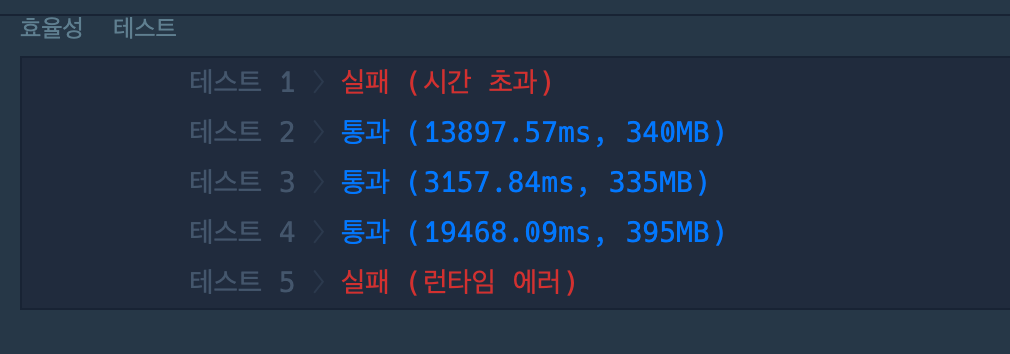 효율성 테스트
테스트 1 〉 실패 (시간 초과)
테스트 2 〉 통과 (13897.57ms, 340MB)
테스트 3 〉 통과 (3157.84ms, 335MB)
테스트 4 〉 통과 (19468.09ms, 395MB)
테스트 5 〉 실패 (런타임 에러)